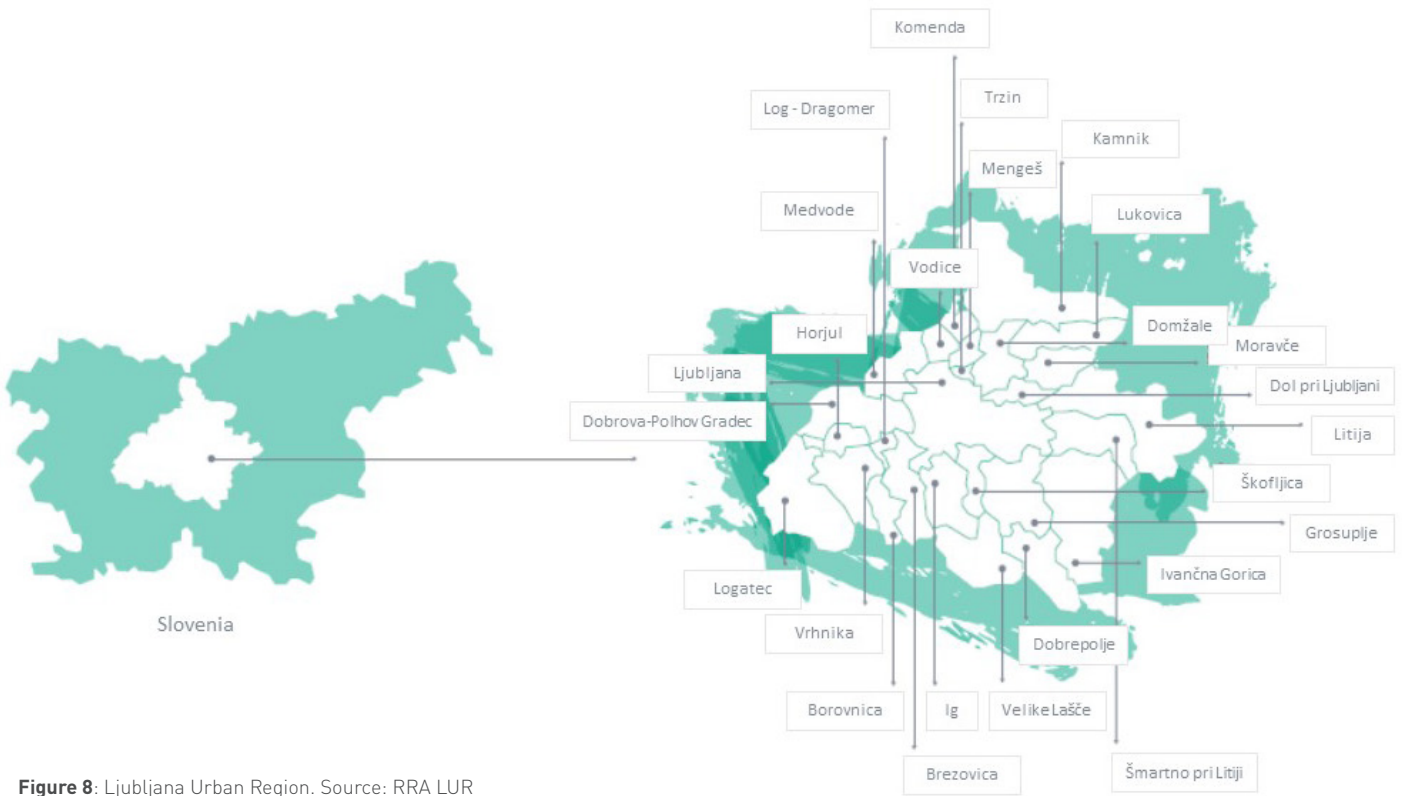 Komenda
Trzin
Log - Dragomer
Kamnik
Mengeš
Medvode
Lukovica
Vodice
Horjul
Domžale
Moravče
Ljubljana
Dol pri Ljubljani
Dobrova-Polhov Gradec
Litija
Škofljica
Grosuplje
Ivančna Gorica
Logatec
Slovenia
Vrhnika
Dobrepolje
Borovnica
Ig
Velike Lašče
Brezovica
Šmartno pri Litiji
Figure 8: Ljubljana Urban Region. Source: RRA LUR